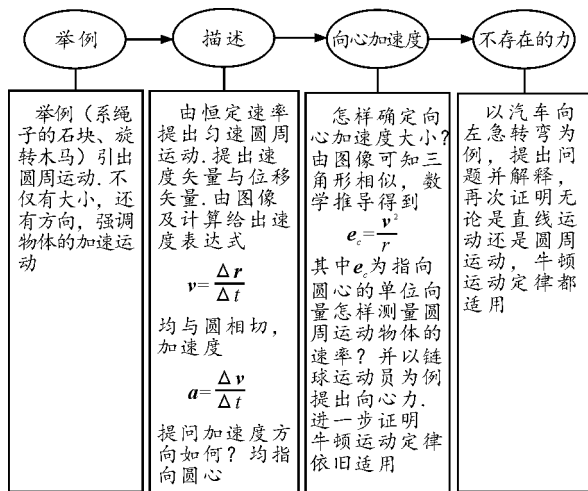 举例
描述
向心加速度
不存在的力
举例（系绳
子的石块、旋
转木马）引出
圆周运动.不
仅有大小，还
有方向，强调
物体的加速运
动
由恒定速率
提出匀速圆周
运动.提出速
度矢量与位移
矢量.由图像
及计算给出速
度表达式
v=Δr/Δt
均与圆相切，
加速度
a=Δv/Δt
提问加速度方
向如何？均指
向圆心
怎样确定向
心加速度大小？
由图像可知三
角形相似，数
学推导得到
e_c=v²/r
其中e_c为指向
圆心的单位向
量怎样测量圆
周运动物体的
速率？并以链
球运动员为例
提出向心力.
进一步证明
牛顿运动定律
依旧适用
以汽车向
左急转弯为
例，提出问
题并解释，
再次证明无
论是直线运
动还是圆周
运动，牛顿
运动定律都
适用